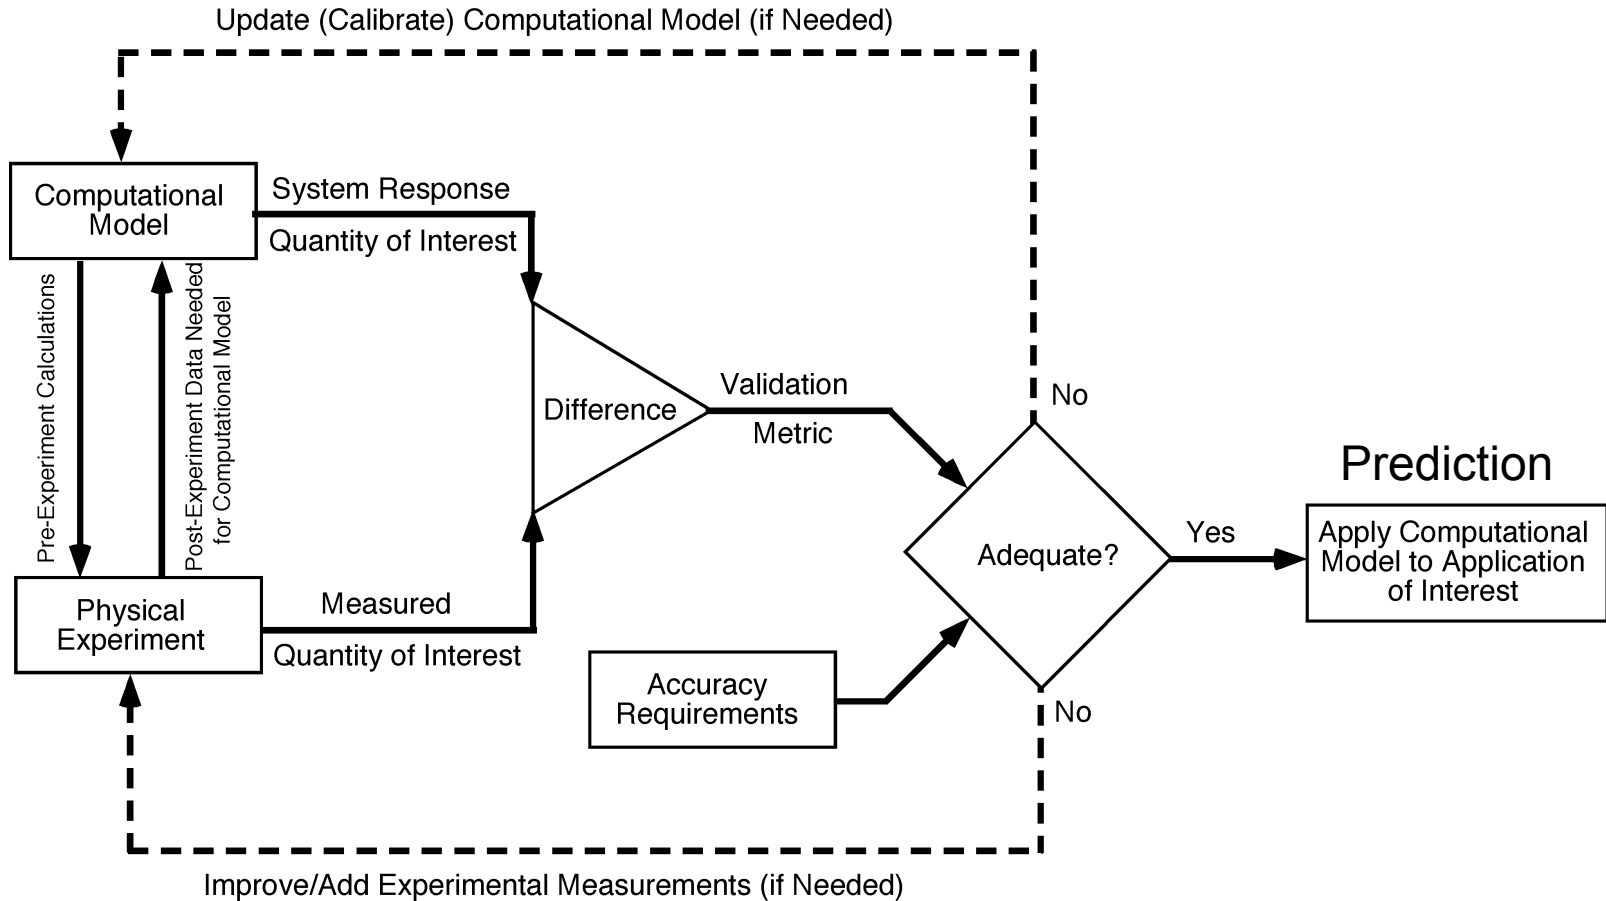 Update (Calibrate) Computational Model (if Needed)
Computational
Model
System Response
Quantity of Interest
Pre-Experiment Calculations
Post-Experiment Data Needed
for Computational Model
Difference
Validation
Metric
No
Prediction
Adequate?
Yes
Apply Computational
Model to Application
of Interest
Physical
Experiment
Measured
Quantity of Interest
Accuracy
Requirements
No
Improve/Add Experimental Measurements (if Needed)